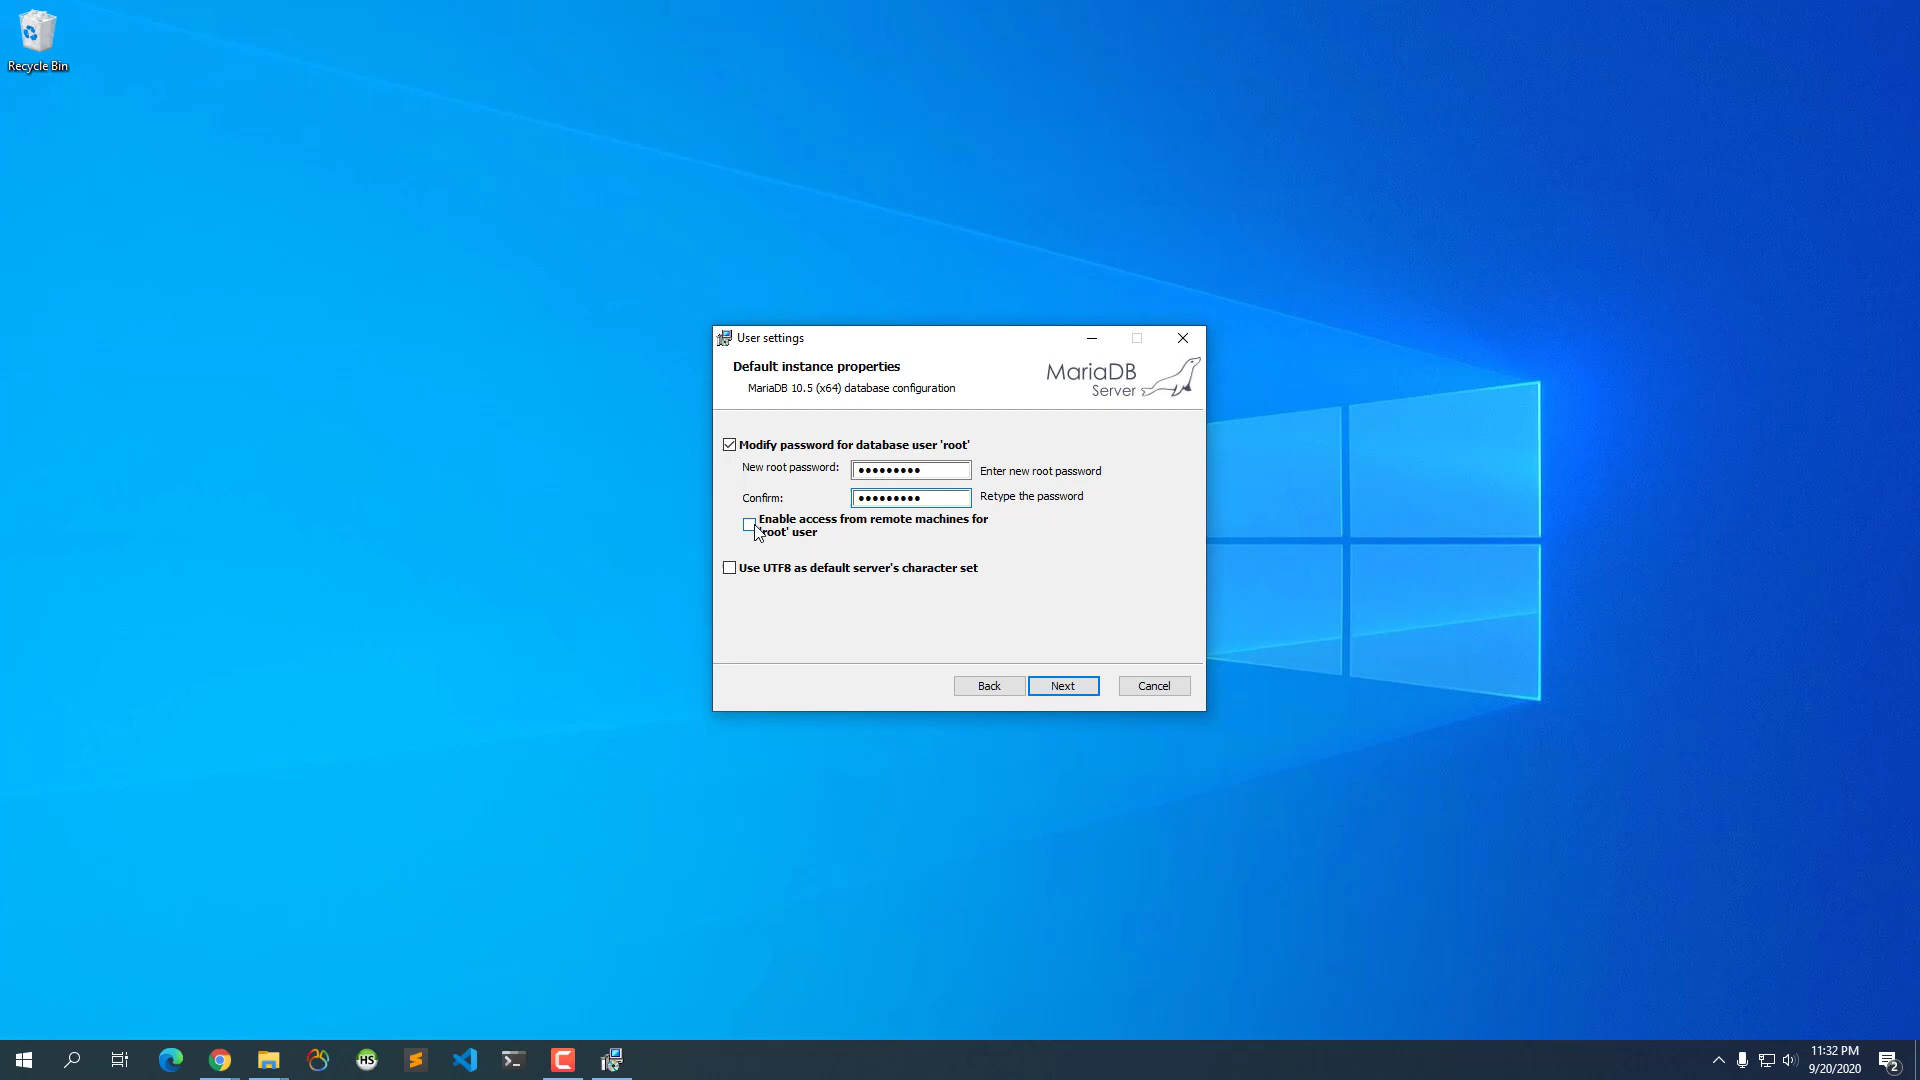 Recycle Bin
User settings
Default instance properties
MariaDB 10.5 (x64) database configuration
MariaDB
Server
Modify password for database user 'root'
New root password:
●●●●●●●●●
Enter new root password
Confirm:
●●●●●●●●●
Retype the password
Enable access from remote machines for
'root' user
Use UTF8 as default server's character set
Back
Next
Cancel
HS
11:32 PM
9/20/2020
2